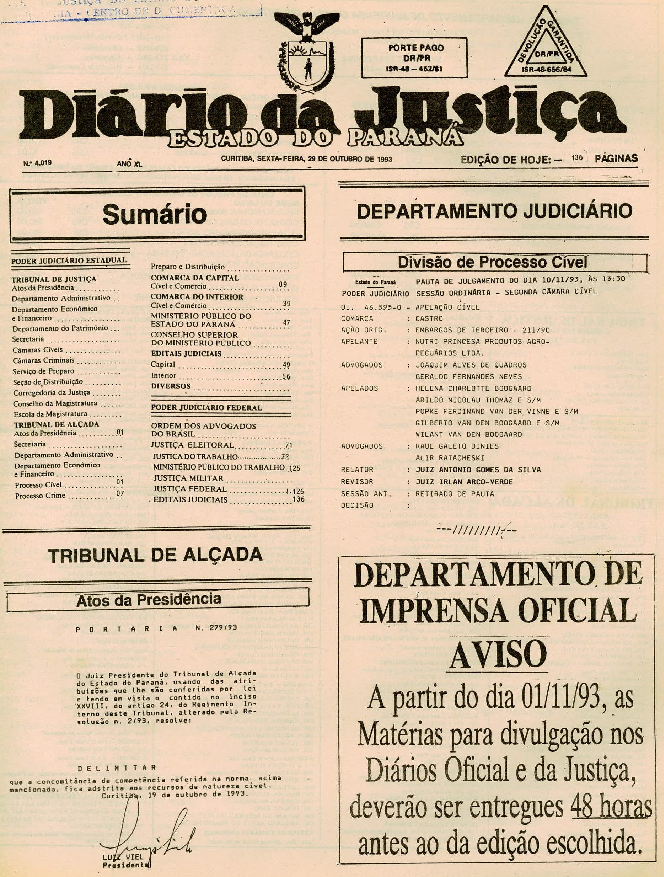 CENTRO DE D
PORTE PAGO
DR/PR
ISR-48 - 452/81
DEVOLUÇÃO GARANTIDA
DR/PR
ISR-48-656/84
Diário da Justiça
ESTADO DO PARANÁ
N.º 4.019 ANO XL CURITIBA, SEXTA-FEIRA, 29 DE OUTUBRO DE 1993 EDIÇÃO DE HOJE: — 136 PÁGINAS
Sumário
PODER JUDICIÁRIO ESTADUAL
TRIBUNAL DE JUSTIÇA
Atos da Presidência
Departamento Administrativo
Departamento Econômico
e Financeiro
Departamento do Patrimônio
Secretaria
Câmaras Cíveis
Câmaras Criminais
Serviço de Preparo
Seção de Distribuição
Corregedoria da Justiça
Conselho da Magistratura
Escola da Magistratura
TRIBUNAL DE ALÇADA
Atos da Presidência 01
Secretaria
Departamento Administrativo
Departamento Econômico
e Financeiro
Processo Cível 01
Processo Crime 07
Preparo e Distribuição
COMARCA DA CAPITAL
Cível e Comércio 09
COMARCA DO INTERIOR
Cível e Comércio 39
MINISTÉRIO PÚBLICO DO
ESTADO DO PARANÁ 47
CONSELHO SUPERIOR
DO MINISTÉRIO PÚBLICO
EDITAIS JUDICIAIS
Capital 49
Interior 56
DIVERSOS
PODER JUDICIÁRIO FEDERAL
ORDEM DOS ADVOGADOS
DO BRASIL
JUSTIÇA ELEITORAL 71
JUSTIÇA DO TRABALHO 72
MINISTÉRIO PÚBLICO DO TRABALHO 125
JUSTIÇA MILITAR
JUSTIÇA FEDERAL 125
EDITAIS JUDICIAIS 136
TRIBUNAL DE ALÇADA
Atos da Presidência
PORTARIA N. 279/93
O Juiz Presidente do Tribunal de Alçada
do Estado do Paraná, usando das atri-
buições que lhe são conferidas por lei
e tendo em vista o contido no inciso
XXVIII, do artigo 24, do Regimento In-
terno deste Tribunal, alterado pela Re-
solução n. 2/93, resolve:
DELIMITAR
que a concomitância de competência referida na norma, acima
mencionada, fica adstrita aos recursos de natureza cível.
Curitiba, 19 de outubro de 1993.
LUIZ VIEL
Presidente
DEPARTAMENTO JUDICIÁRIO
Divisão de Processo Cível
Estado do Paraná PAUTA DE JULGAMENTO DO DIA 10/11/93, ÀS 13:30
PODER JUDICIÁRIO SESSÃO ORDINÁRIA - SEGUNDA CÂMARA CÍVEL
01. 46.395-0 - APELAÇÃO CÍVEL
COMARCA : CASTRO
AÇÃO ORIG. : EMBARGOS DE TERCEIRO - 211/90
APELANTE : NUTRI PRINCESA PRODUTOS AGRO-
PECUÁRIOS LTDA.
ADVOGADOS : JOAQUIM ALVES DE QUADROS
GERALDO FERNANDES NEVES
APELADOS : HELENA CHARLOTTE BOOGAARD
ARILDO NICOLAU THOMAZ E S/M
POPKE FERDINAND VAN DER VINNE E S/M
GILBERTO VAN DEN BOOGAARD E S/M
WILANT VAN DEN BOOGAARD
ADVOGADOS : RAUL GALETO DINIES
ALIR RATACHESKI
RELATOR : JUIZ ANTONIO GOMES DA SILVA
REVISOR : JUIZ IRLAN ARCO-VERDE
SESSÃO ANT. : RETIRADO DE PAUTA
DECISÃO :
---/////////---
DEPARTAMENTO DE
IMPRENSA OFICIAL
AVISO
A partir do dia 01/11/93, as
Matérias para divulgação nos
Diários Oficial e da Justiça,
deverão ser entregues 48 horas
antes ao da edição escolhida.